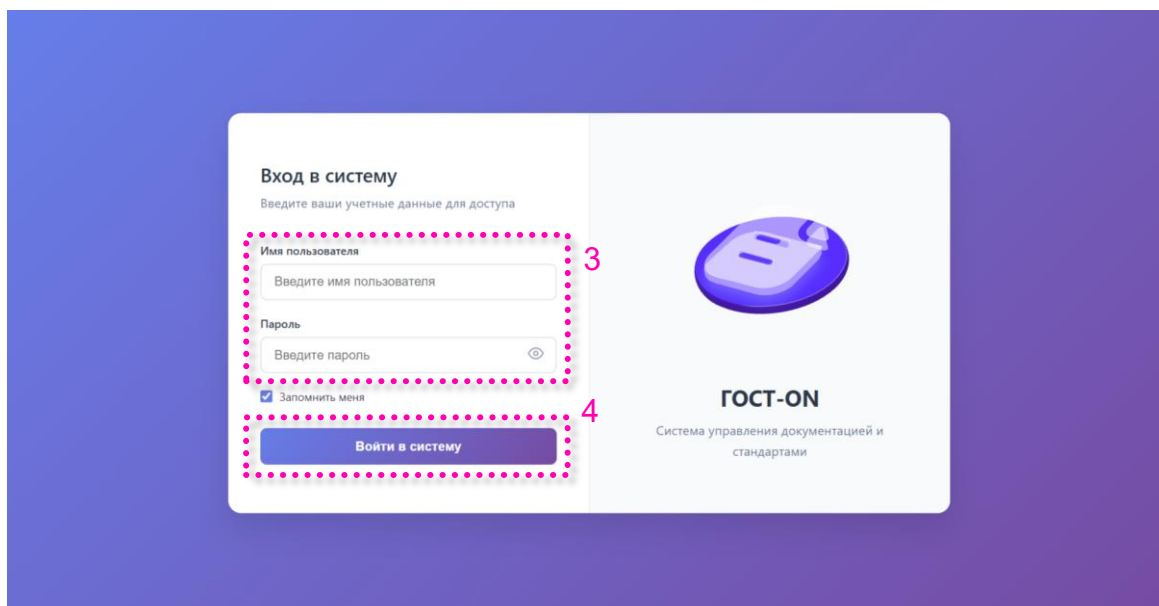 Вход в систему
Введите ваши учетные данные для доступа
Имя пользователя
3
Введите имя пользователя
Пароль
Введите пароль
Запомнить меня
4
Войти в систему
ГОСТ-ON
Система управления документацией и
стандартами